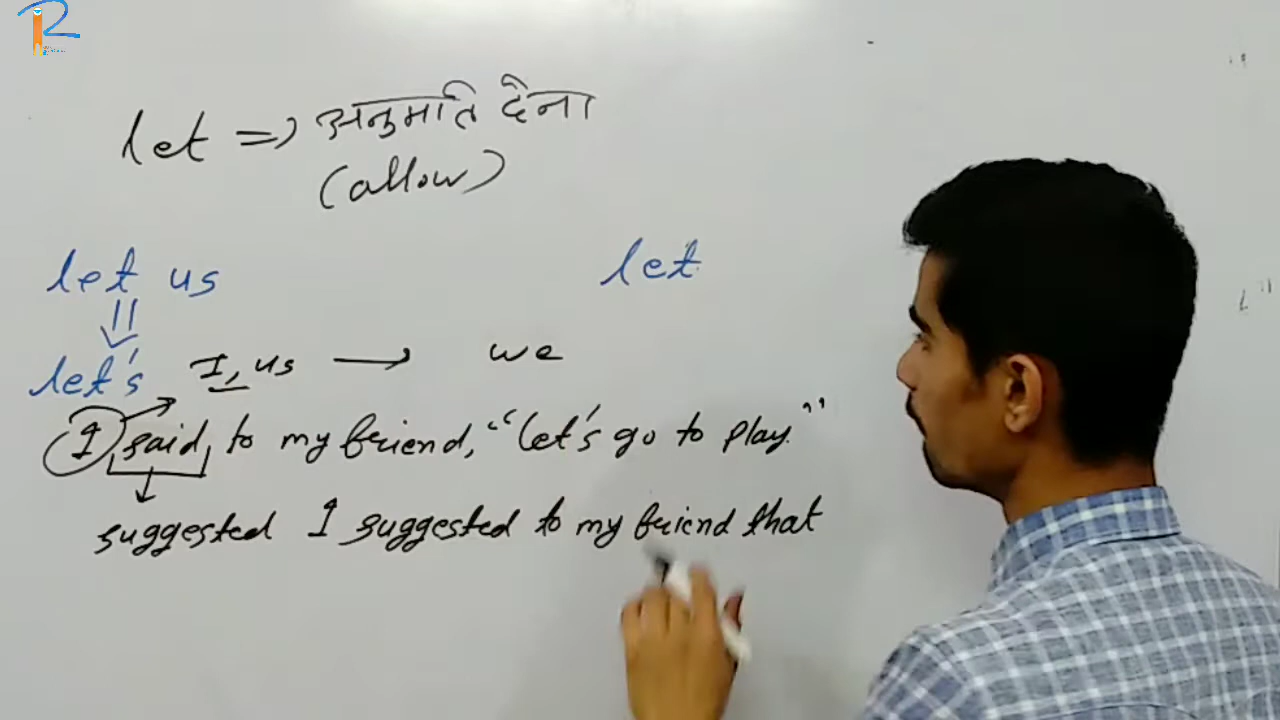 let => अनुमति देना
(allow)
let us
let
let's I, us → we
I said to my friend, "Let's go to play."
suggested I suggested to my friend that